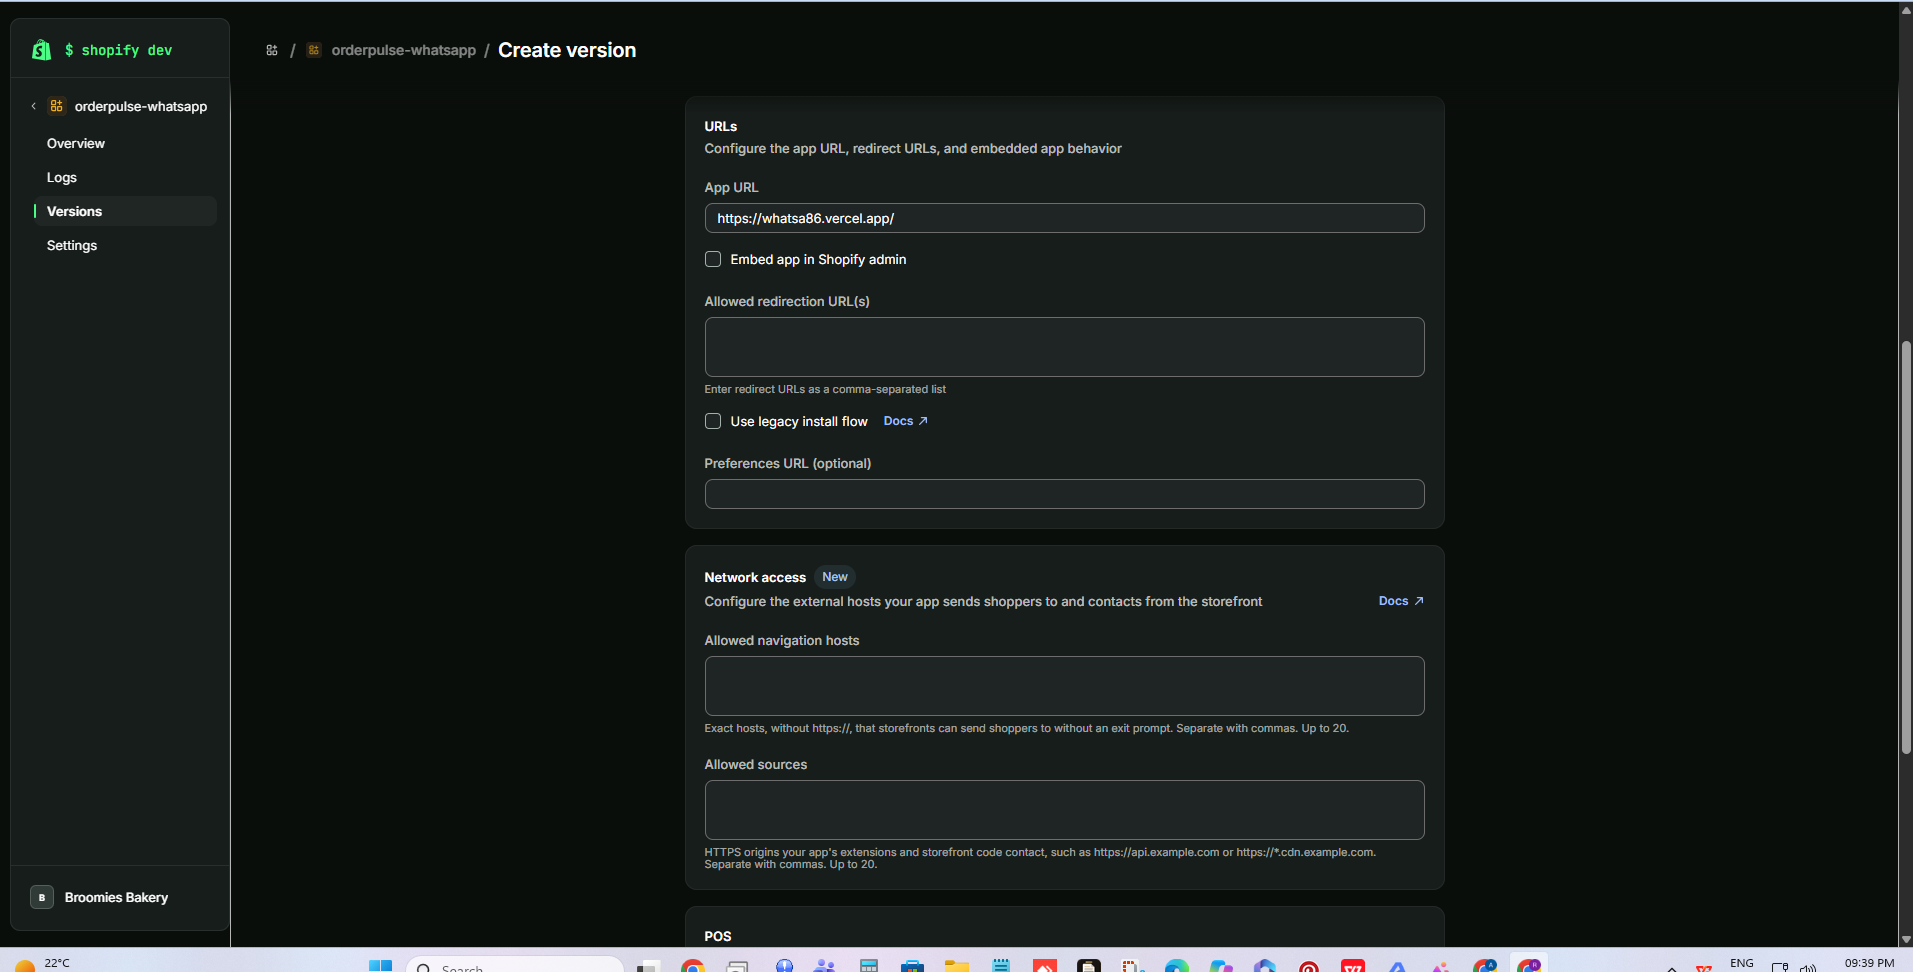 $ shopify dev
orderpulse-whatsapp
Overview
Logs
Versions
Settings
B Broomies Bakery
/ orderpulse-whatsapp / Create version
URLs
Configure the app URL, redirect URLs, and embedded app behavior
App URL
https://whatsa86.vercel.app/
Embed app in Shopify admin
Allowed redirection URL(s)
Enter redirect URLs as a comma-separated list
Use legacy install flow Docs ↗
Preferences URL (optional)
Network access New
Configure the external hosts your app sends shoppers to and contacts from the storefront Docs ↗
Allowed navigation hosts
Exact hosts, without https://, that storefronts can send shoppers to without an exit prompt. Separate with commas. Up to 20.
Allowed sources
HTTPS origins your app's extensions and storefront code contact, such as https://api.example.com or https://*.cdn.example.com.
Separate with commas. Up to 20.
POS
22°C
Search
ENG
09:39 PM